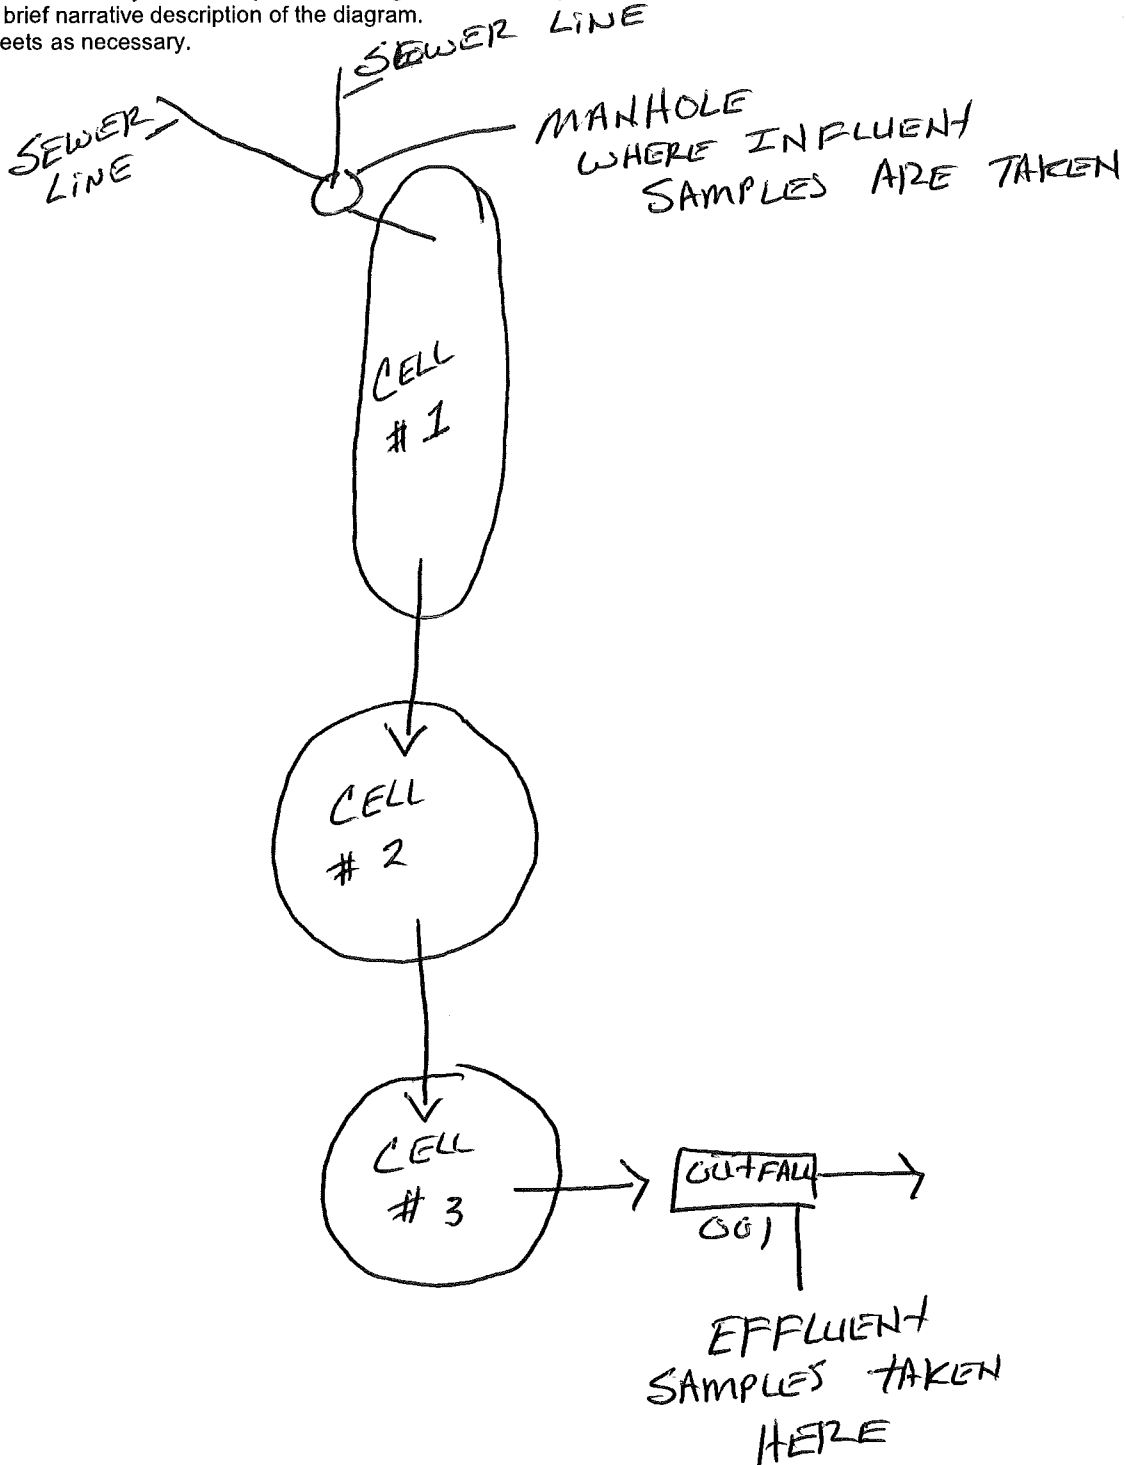 brief narrative description of the diagram.
eets as necessary.
SEWER LINE
SEWER
LINE
MANHOLE
WHERE INFLUENT
SAMPLES ARE TAKEN
CELL
# 1
CELL
# 2
CELL
# 3
OUTFALL
001
EFFLUENT
SAMPLES TAKEN
HERE